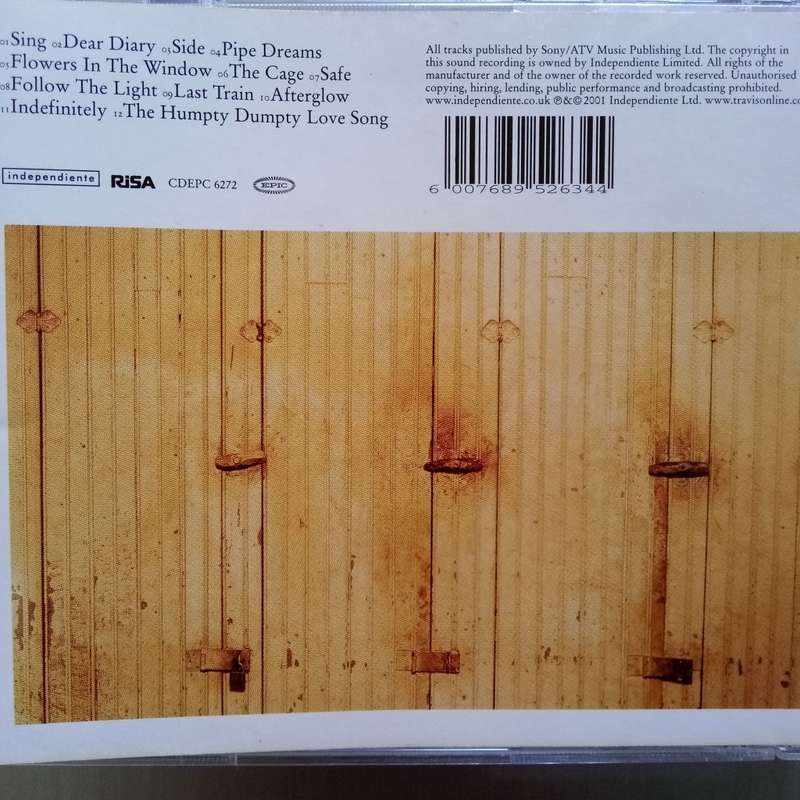 01 Sing 02 Dear Diary 03 Side 04 Pipe Dreams
05 Flowers In The Window 06 The Cage 07 Safe
08 Follow The Light 09 Last Train 10 Afterglow
11 Indefinitely 12 The Humpty Dumpty Love Song
All tracks published by Sony/ATV Music Publishing Ltd. The copyright in
this sound recording is owned by Independiente Limited. All rights of the
manufacturer and of the owner of the recorded work reserved. Unauthorised
copying, hiring, lending, public performance and broadcasting prohibited.
www.independiente.co.uk ℗&© 2001 Independiente Ltd. www.travisonline.co
independiente RiSA CDEPC 6272 EPIC
6 007689 526344